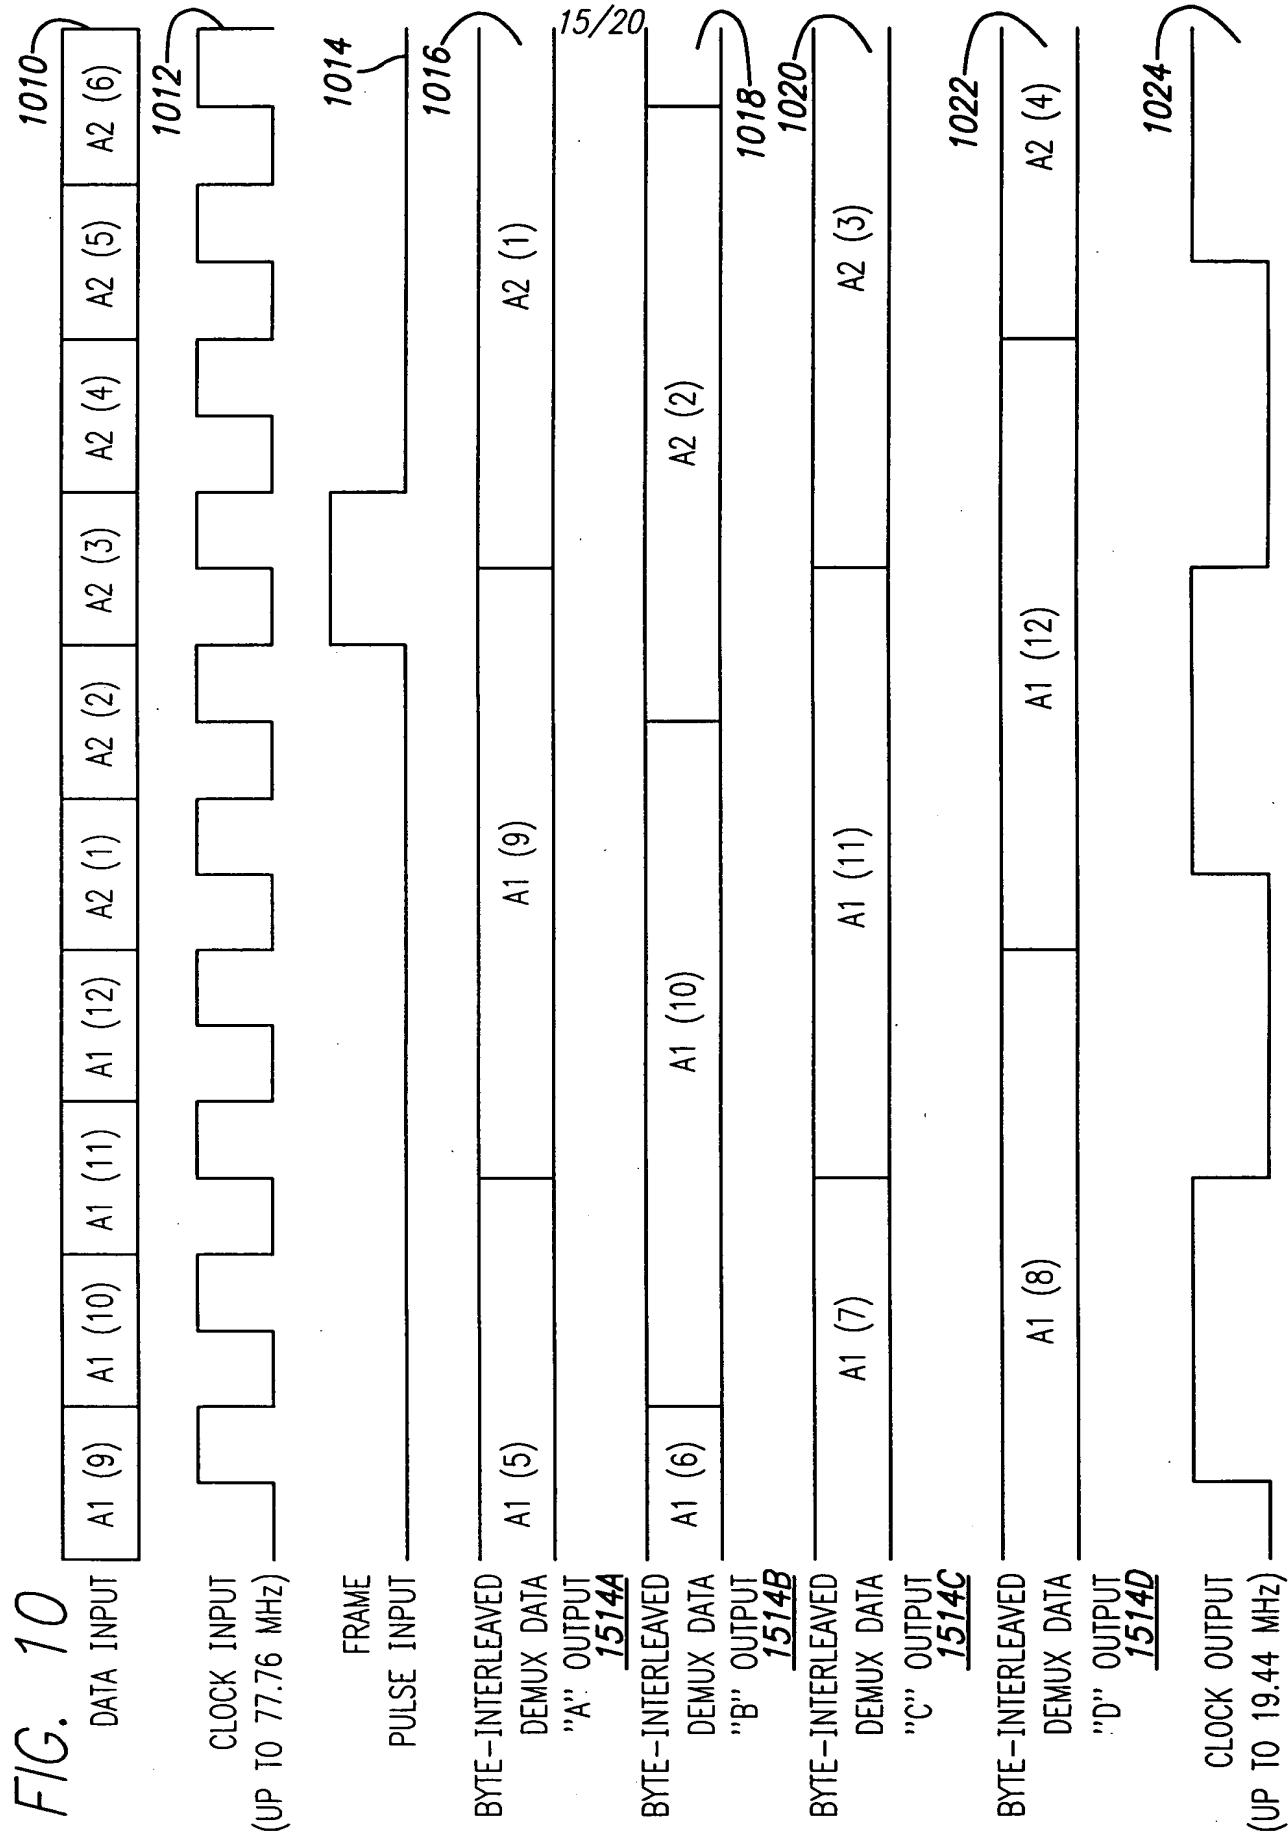 15/20
FIG. 10
1010
DATA INPUT
A1 (9) A1 (10) A1 (11) A1 (12) A2 (1) A2 (2) A2 (3) A2 (4) A2 (5) A2 (6)
1012
CLOCK INPUT
(UP TO 77.76 MHz)
1014
FRAME
PULSE INPUT
1016
BYTE-INTERLEAVED
DEMUX DATA
"A" OUTPUT
1514A
A1 (5) A1 (9) A2 (1)
1018
BYTE-INTERLEAVED
DEMUX DATA
"B" OUTPUT
1514B
A1 (6) A1 (10) A2 (2)
1020
BYTE-INTERLEAVED
DEMUX DATA
"C" OUTPUT
1514C
A1 (7) A1 (11) A2 (3)
1022
BYTE-INTERLEAVED
DEMUX DATA
"D" OUTPUT
1514D
A1 (8) A1 (12) A2 (4)
1024
CLOCK OUTPUT
(UP TO 19.44 MHz)